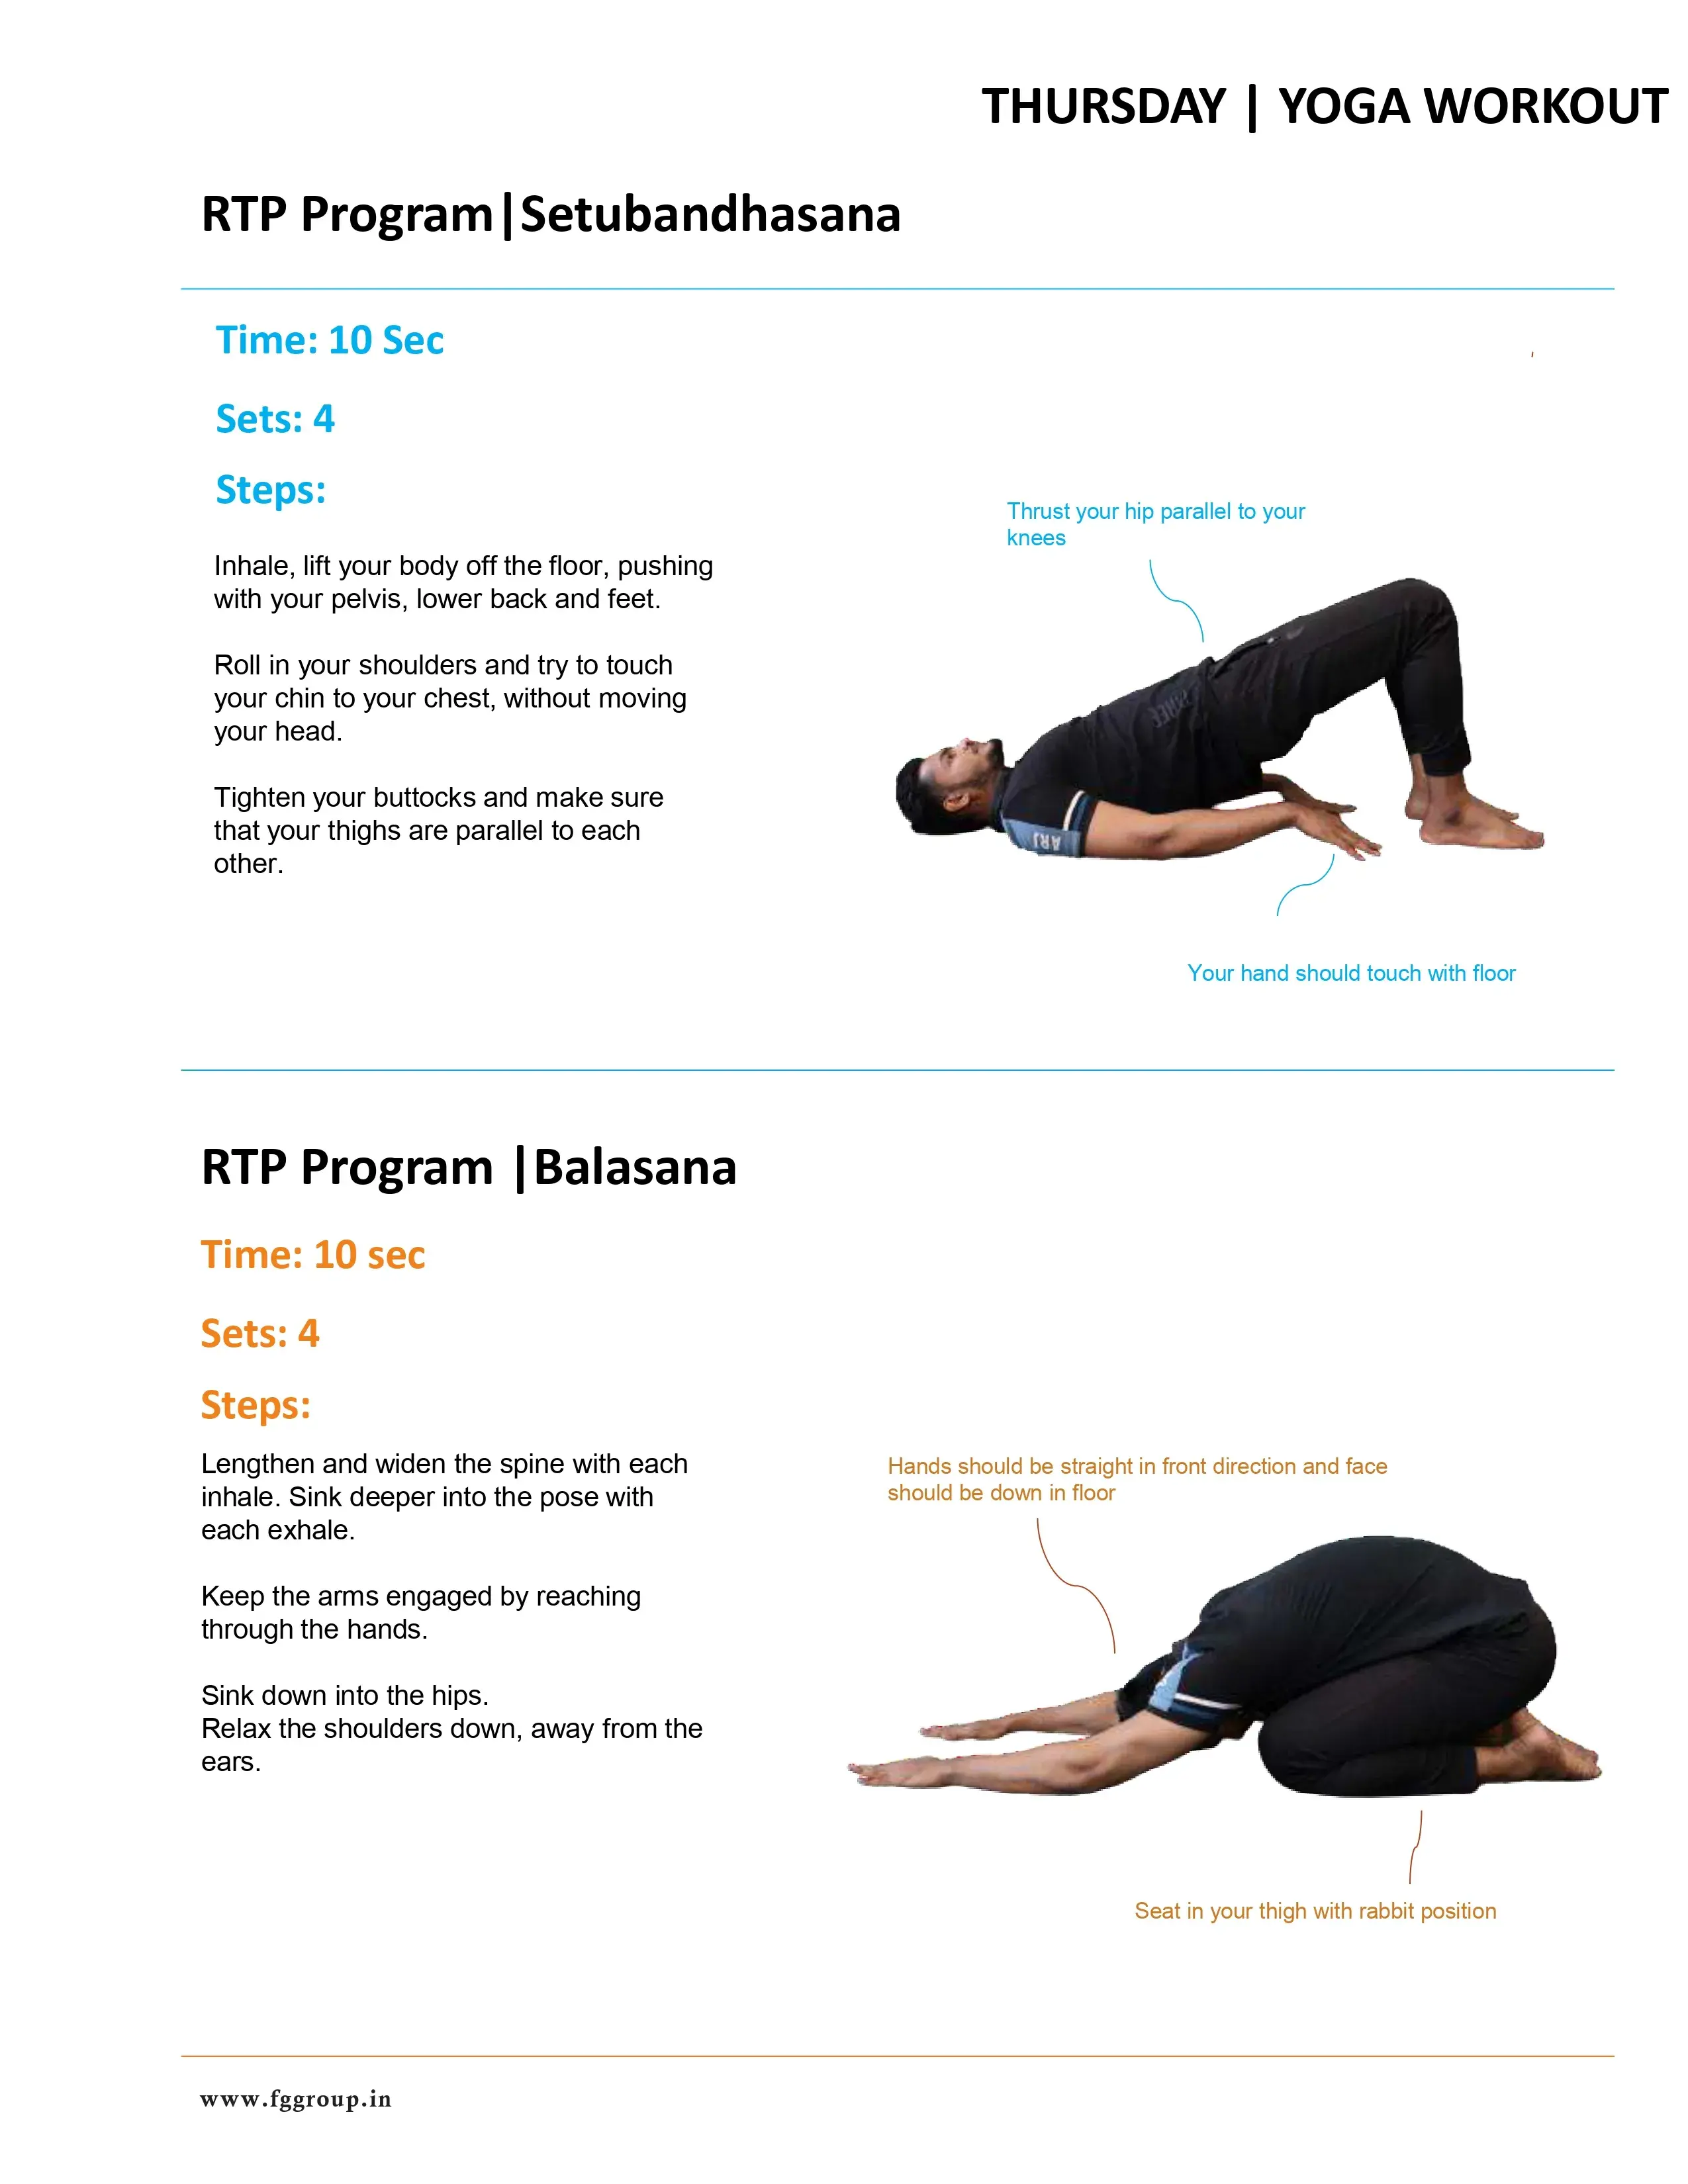 THURSDAY | YOGA WORKOUT
RTP Program|Setubandhasana
Time: 10 Sec
Sets: 4
Steps:
Inhale, lift your body off the floor, pushing
with your pelvis, lower back and feet.
Roll in your shoulders and try to touch
your chin to your chest, without moving
your head.
Tighten your buttocks and make sure
that your thighs are parallel to each
other.
Thrust your hip parallel to your
knees
ARJ
Your hand should touch with floor
RTP Program |Balasana
Time: 10 sec
Sets: 4
Steps:
Lengthen and widen the spine with each
inhale. Sink deeper into the pose with
each exhale.
Keep the arms engaged by reaching
through the hands.
Sink down into the hips.
Relax the shoulders down, away from the
ears.
Hands should be straight in front direction and face
should be down in floor
Seat in your thigh with rabbit position
www.fggroup.in